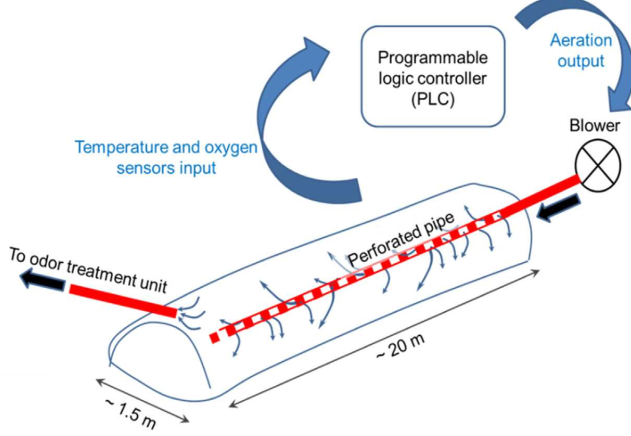 Programmable
logic controller
(PLC)
Aeration
output
Blower
Temperature and oxygen
sensors input
Perforated pipe
To odor treatment unit
~ 20 m
~ 1.5 m